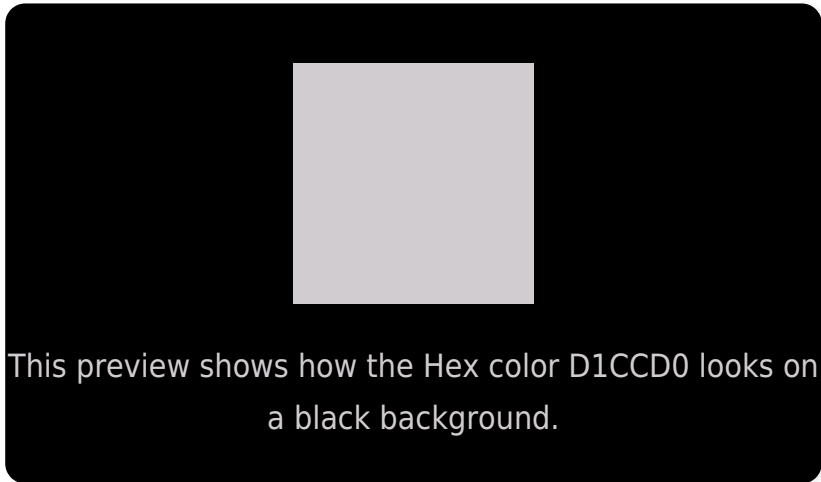 This preview shows how the Hex color D1CCD0 looks on
a black background.